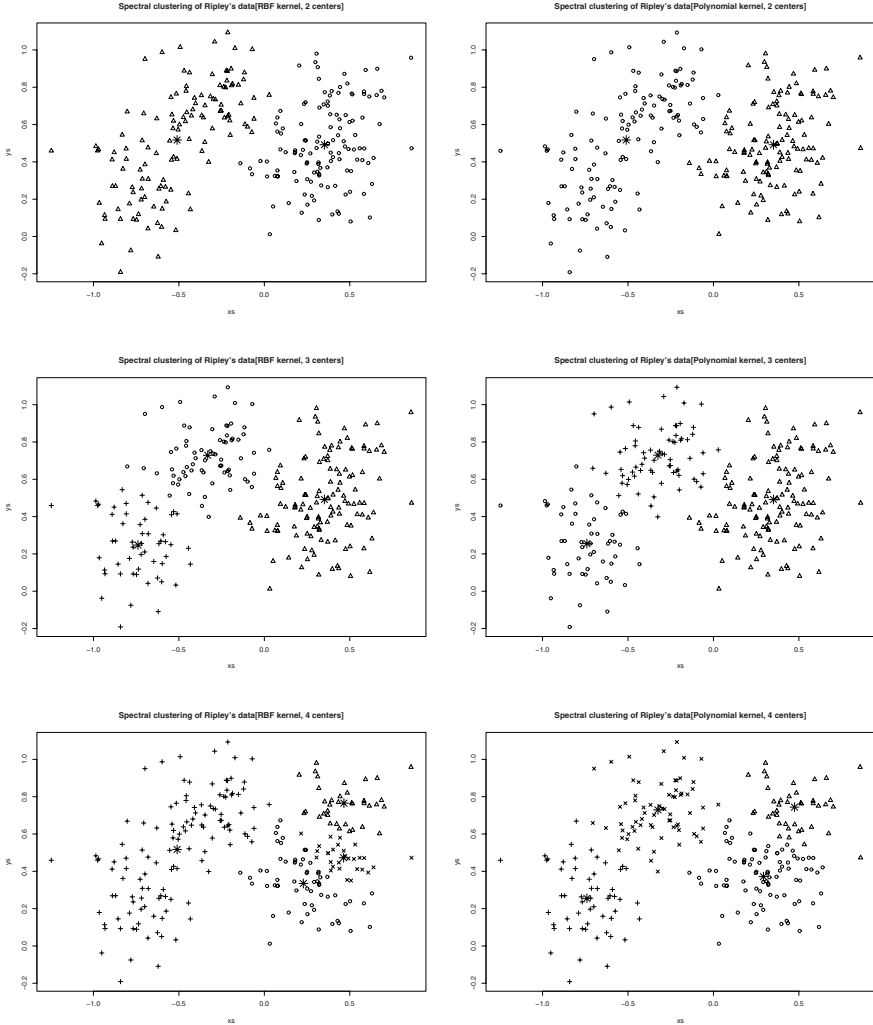 Spectral clustering of Ripley's data[RBF kernel, 2 centers]
ys
1.0
0.8
0.6
0.4
0.2
0.0
−0.2
−1.0 −0.5 0.0 0.5
xs
Spectral clustering of Ripley's data[Polynomial kernel, 2 centers]
ys
1.0
0.8
0.6
0.4
0.2
0.0
−0.2
−1.0 −0.5 0.0 0.5
xs
Spectral clustering of Ripley's data[RBF kernel, 3 centers]
ys
1.0
0.8
0.6
0.4
0.2
0.0
−0.2
−1.0 −0.5 0.0 0.5
xs
Spectral clustering of Ripley's data[Polynomial kernel, 3 centers]
ys
1.0
0.8
0.6
0.4
0.2
0.0
−0.2
−1.0 −0.5 0.0 0.5
xs
Spectral clustering of Ripley's data[RBF kernel, 4 centers]
ys
1.0
0.8
0.6
0.4
0.2
0.0
−0.2
−1.0 −0.5 0.0 0.5
xs
Spectral clustering of Ripley's data[Polynomial kernel, 4 centers]
ys
1.0
0.8
0.6
0.4
0.2
0.0
−0.2
−1.0 −0.5 0.0 0.5
xs